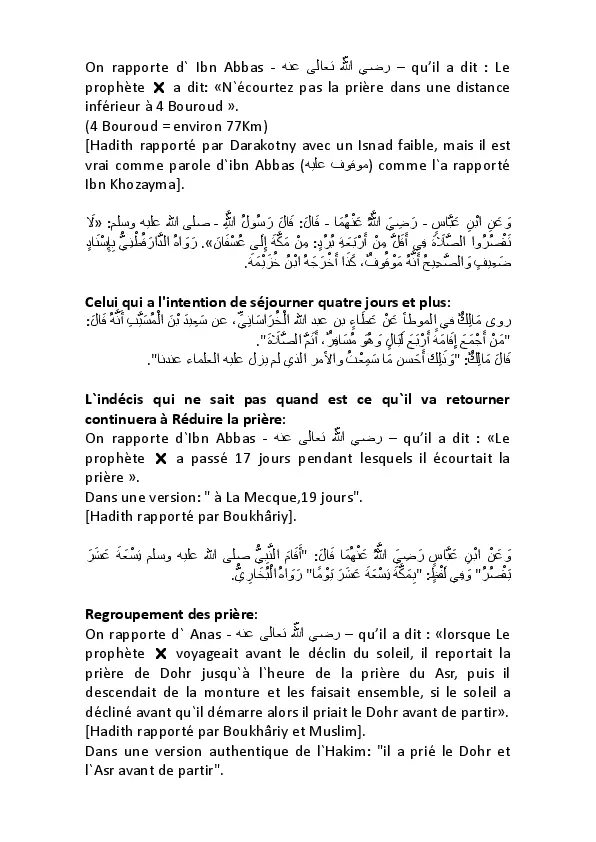 On rapporte d` Ibn Abbas - رضي الله تعالى عنه – qu’il a dit : Le
prophète ✗ a dit: «N`écourtez pas la prière dans une distance
inférieur à 4 Bouroud ».
(4 Bouroud = environ 77Km)
[Hadith rapporté par Darakotny avec un Isnad faible, mais il est
vrai comme parole d`ibn Abbas (موفوف عليه) comme l`a rapporté
Ibn Khozayma].
وَعَنِ ابْنِ عَبَّاسٍ - رَضِيَ اللَّهُ عَنْهُمَا - قَالَ: قَالَ رَسُولُ اللَّهِ - صلى الله عليه وسلم: «لَا
تَقْصُرُوا الصَّلَاةَ فِي أَقَلَّ مِنْ أَرْبَعَةِ بُرُدٍ: مِنْ مَكَّةَ إِلَى عُسْفَانَ». رَوَاهُ الدَّارَقُطْنِيُّ بِإِسْنَادٍ
ضَعِيفٍ وَالصَّحِيحُ أَنَّهُ مَوْقُوفٌ، كَذَا أَخْرَجَهُ ابْنُ خُزَيْمَةَ.
Celui qui a l'intention de séjourner quatre jours et plus:
روى مَالِكٌ في الموطأ عَنْ عَطَاءٍ بن عبد الله الْخُرَاسَانِيِّ، عن سَعِيدَ بْنَ الْمُسَيَّبِ أَنَّهُ قَالَ:
"مَنْ أَجْمَعَ إِقَامَةً أَرْبَعَ لَيَالٍ وَهُوَ مُسَافِرٌ، أَتَمَّ الصَّلَاةَ".
قَالَ مَالِكٌ: "وَذَلِكَ أَحَسن مَا سَمِعْتُ والأمر الذي لم يزل عليه العلماء عندنا".
L`indécis qui ne sait pas quand est ce qu`il va retourner
continuera à Réduire la prière:
On rapporte d`Ibn Abbas - رضي الله تعالى عنه – qu’il a dit : «Le
prophète ✗ a passé 17 jours pendant lesquels il écourtait la
prière ».
Dans une version: " à La Mecque,19 jours".
[Hadith rapporté par Boukhâriy].
وَعَنْ ابْنِ عَبَّاسٍ رَضِيَ اللَّهُ عَنْهُمَا قَالَ: "أَقَامَ النَّبِيُّ صلى الله عليه وسلم تِسْعَةَ عَشَرَ
يَقْصُرُ" وَفِي لَفْظٍ: "بِمَكَّةَ تِسْعَةَ عَشَرَ يَوْمًا" رَوَاهُ الْبُخَارِيُّ.
Regroupement des prière:
On rapporte d` Anas - رضي الله تعالى عنه – qu’il a dit : «lorsque Le
prophète ✗ voyageait avant le déclin du soleil, il reportait la
prière de Dohr jusqu`à l`heure de la prière du Asr, puis il
descendait de la monture et les faisait ensemble, si le soleil a
décliné avant qu`il démarre alors il priait le Dohr avant de partir».
[Hadith rapporté par Boukhâriy et Muslim].
Dans une version authentique de l`Hakim: "il a prié le Dohr et
l`Asr avant de partir".